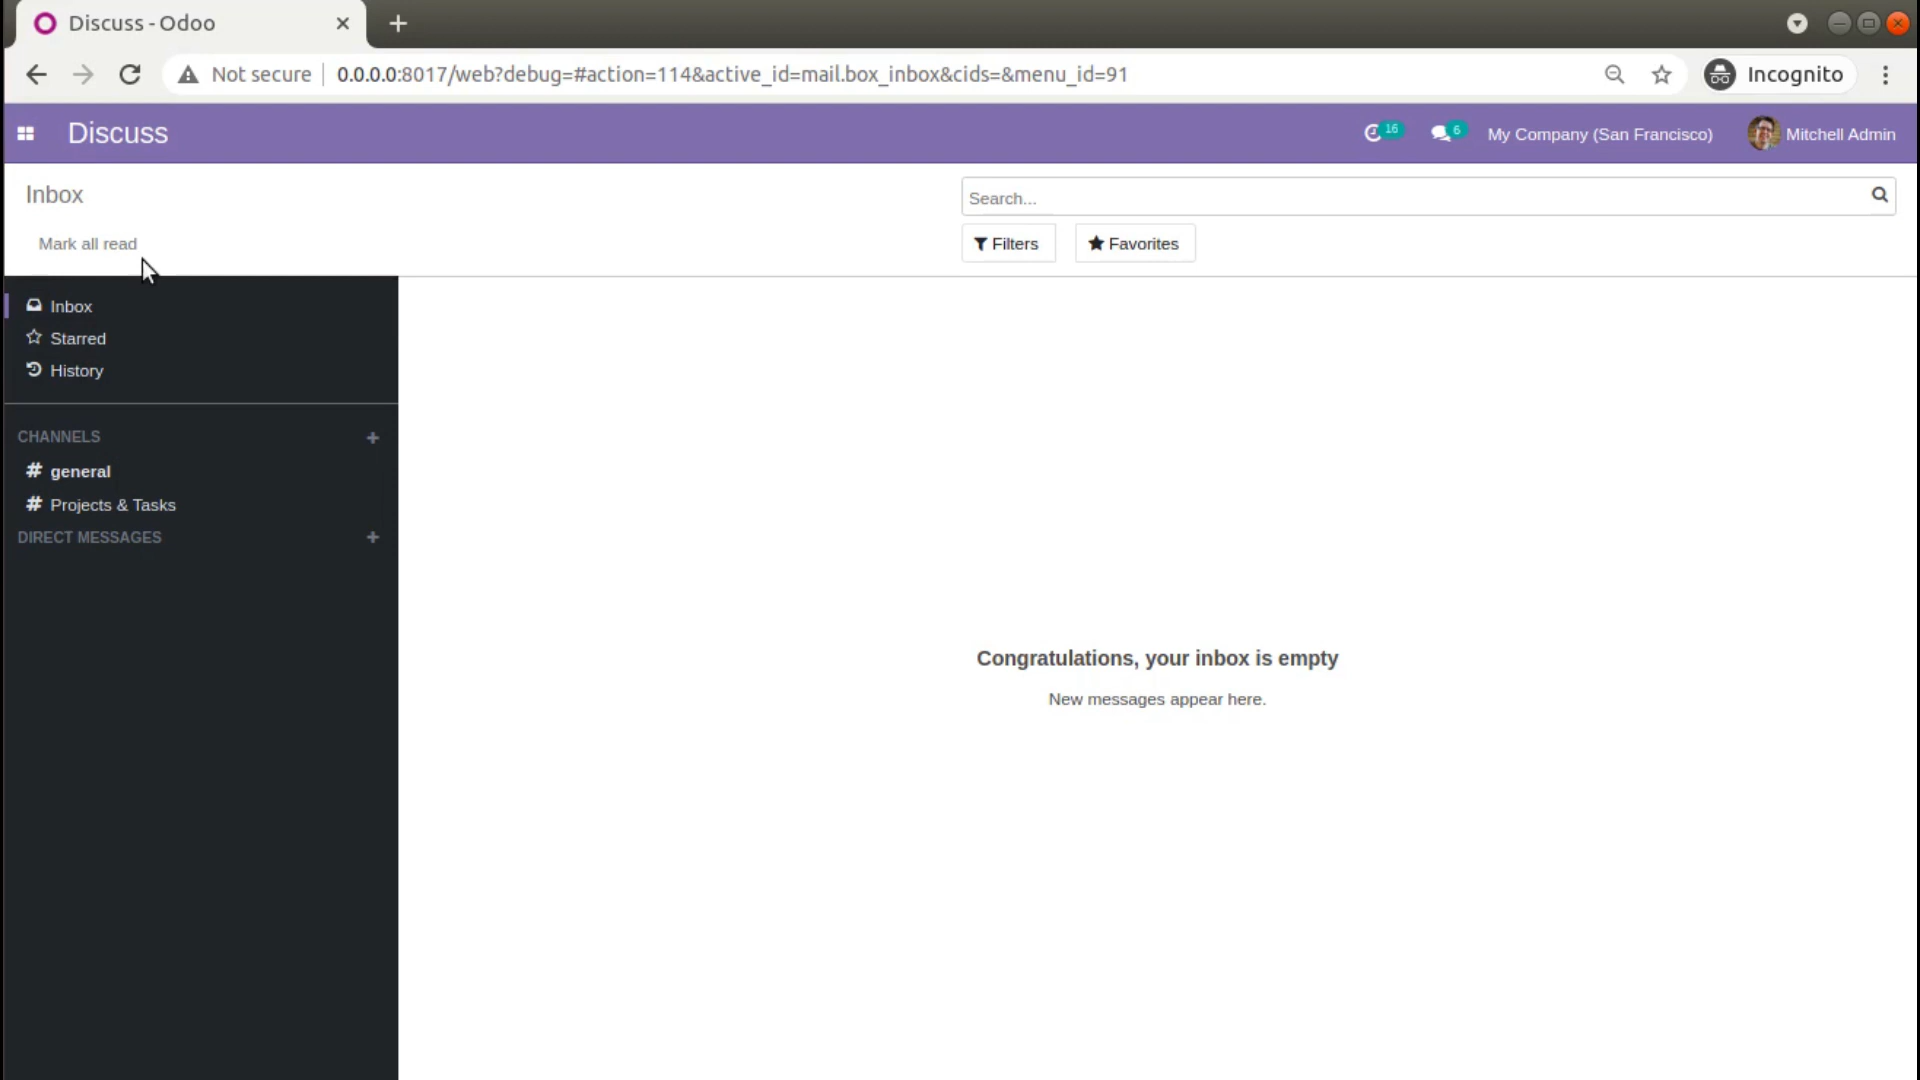 Discuss - Odoo
Not secure
0.0.0.0:8017/web?debug=#action=114&active_id=mail.box_inbox&cids=&menu_id=91
Incognito
Discuss
16
6
My Company (San Francisco)
Mitchell Admin
Inbox
Search...
Mark all read
Filters
Favorites
Inbox
Starred
History
CHANNELS
# general
# Projects & Tasks
DIRECT MESSAGES
Congratulations, your inbox is empty
New messages appear here.